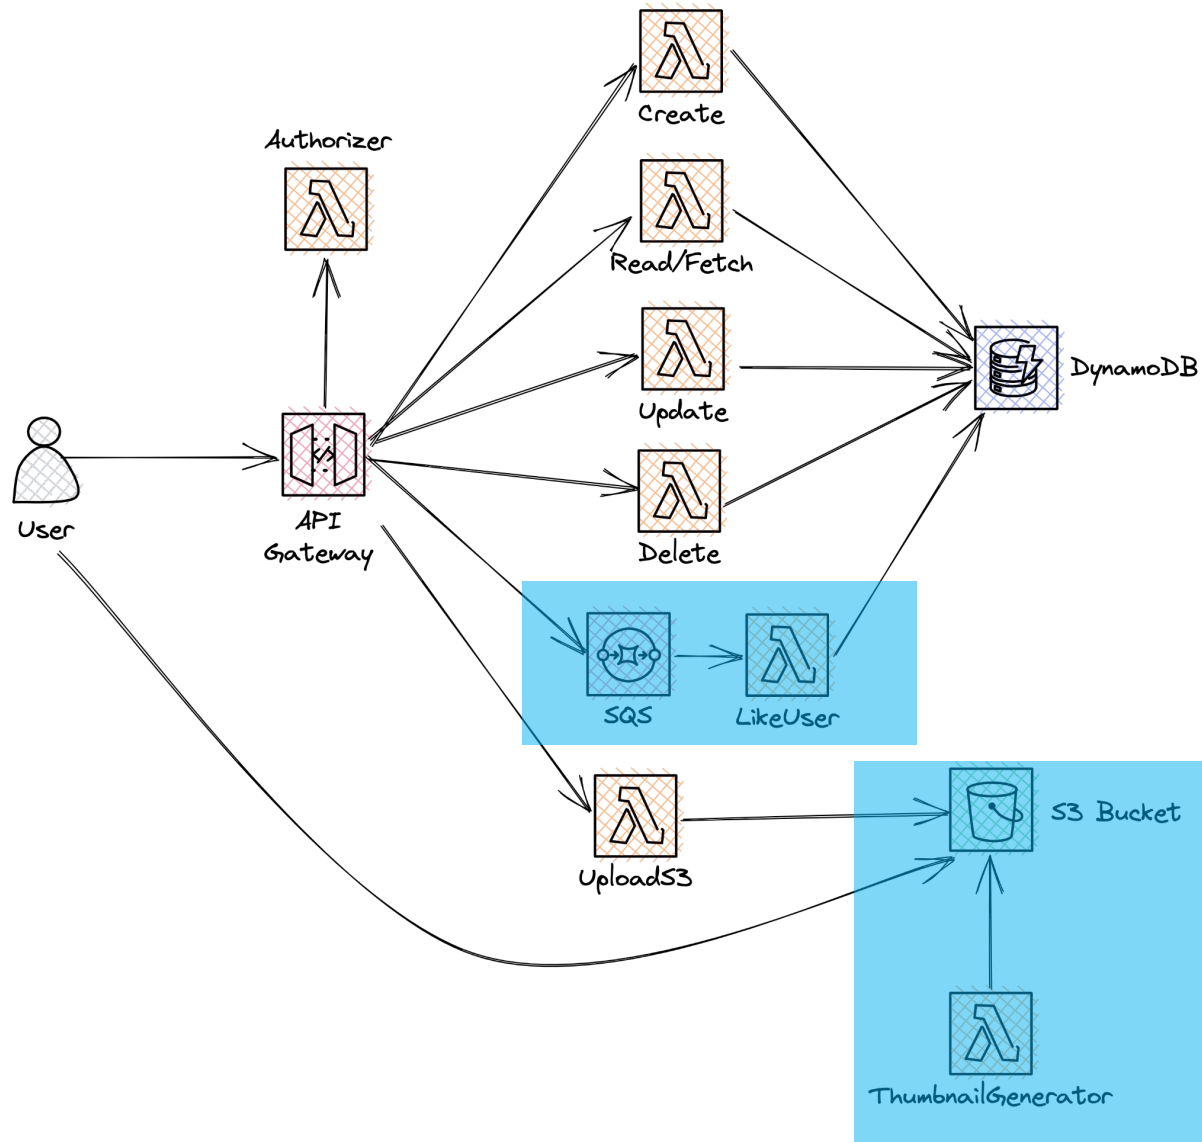 Create
Authorizer
Read/Fetch
DynamoDB
Update
User
API
Gateway
Delete
SQS
LikeUser
S3 Bucket
UploadS3
ThumbnailGenerator